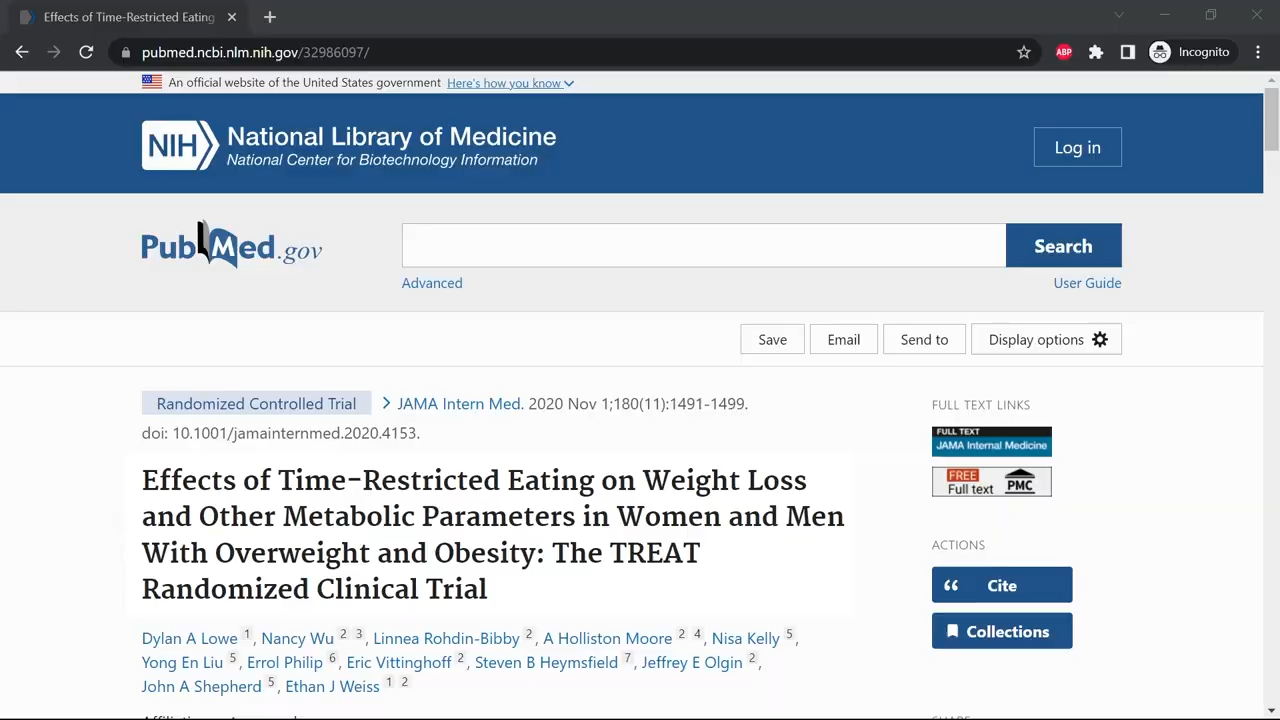 Effects of Time-Restricted Eating
pubmed.ncbi.nlm.nih.gov/32986097/
ABP
Incognito
An official website of the United States government Here's how you know
NIH National Library of Medicine
National Center for Biotechnology Information
Log in
PubMed.gov
Search
Advanced
User Guide
Save
Email
Send to
Display options
Randomized Controlled Trial
JAMA Intern Med. 2020 Nov 1;180(11):1491-1499.
doi: 10.1001/jamainternmed.2020.4153.
Effects of Time-Restricted Eating on Weight Loss
and Other Metabolic Parameters in Women and Men
With Overweight and Obesity: The TREAT
Randomized Clinical Trial
Dylan A Lowe 1, Nancy Wu 2 3, Linnea Rohdin-Bibby 2, A Holliston Moore 2 4, Nisa Kelly 5,
Yong En Liu 5, Errol Philip 6, Eric Vittinghoff 2, Steven B Heymsfield 7, Jeffrey E Olgin 2,
John A Shepherd 5, Ethan J Weiss 1 2
FULL TEXT LINKS
FULL TEXT
JAMA Internal Medicine
FREE
Full text PMC
ACTIONS
Cite
Collections